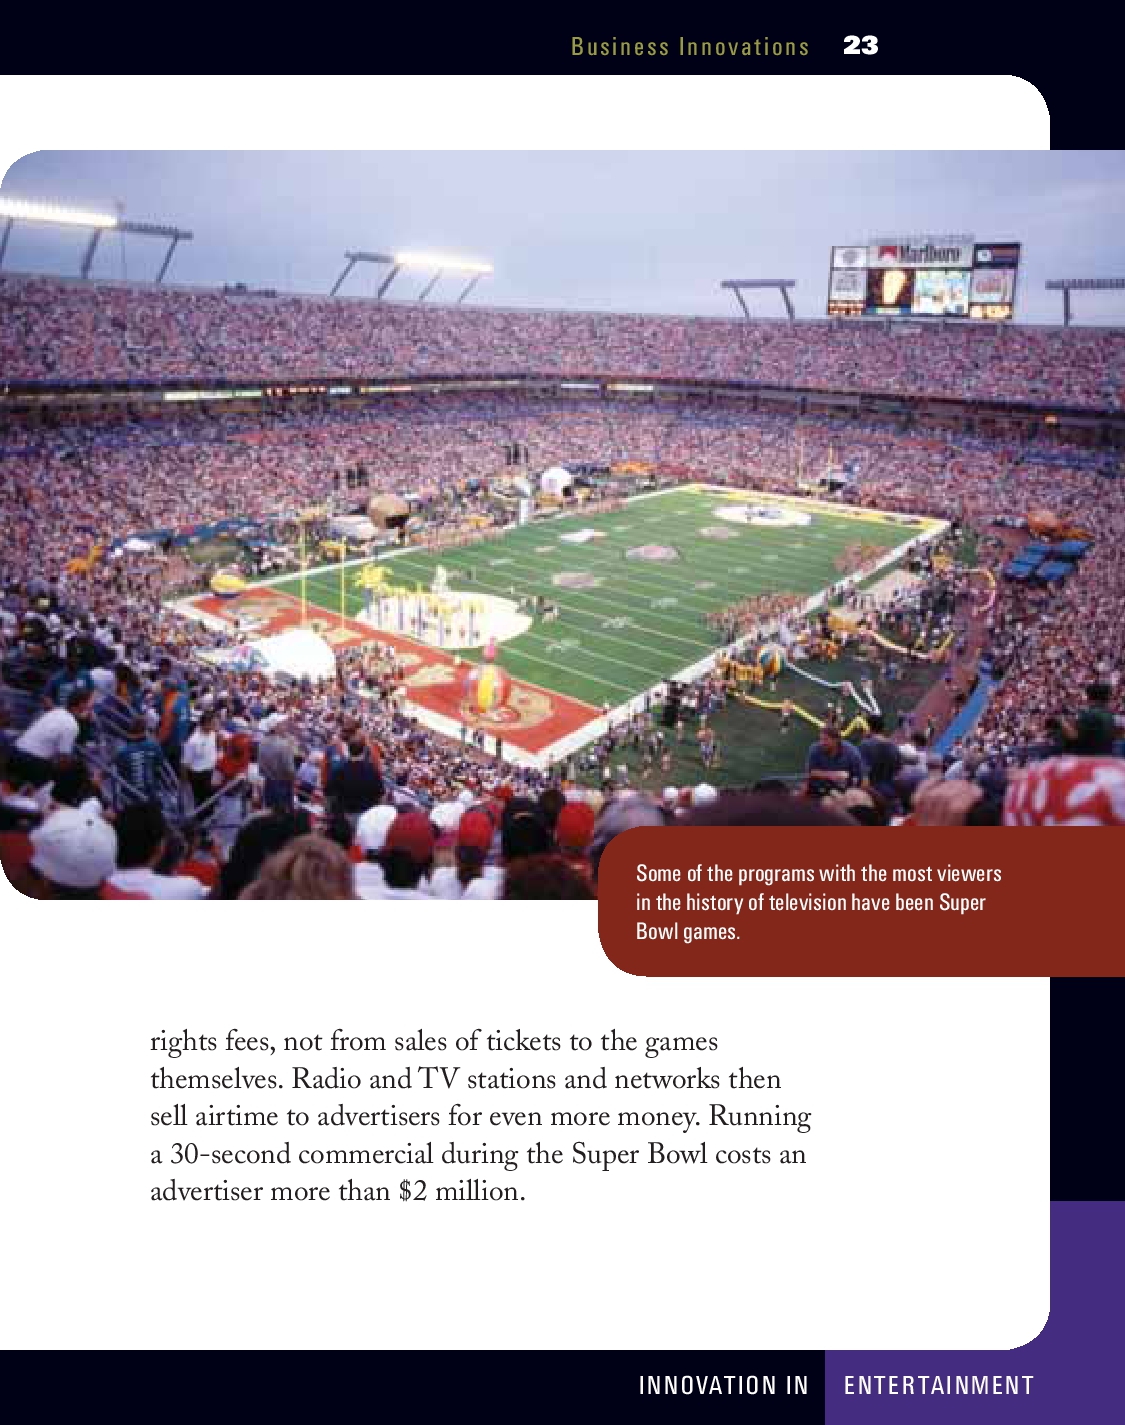 Business Innovations 23
Marlboro
Some of the programs with the most viewers
in the history of television have been Super
Bowl games.
rights fees, not from sales of tickets to the games
themselves. Radio and TV stations and networks then
sell airtime to advertisers for even more money. Running
a 30-second commercial during the Super Bowl costs an
advertiser more than $2 million.
INNOVATION IN ENTERTAINMENT